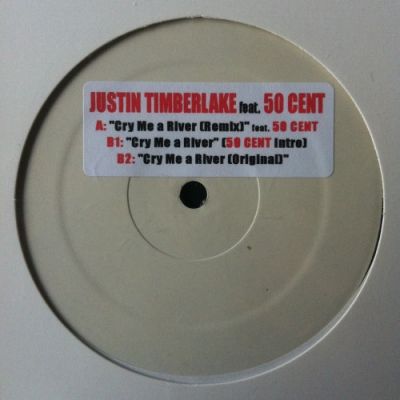 JUSTIN TIMBERLAKE feat. 50 CENT
A: "Cry Me a River (Remix)" feat. 50 CENT
B1: "Cry Me a River" (50 CENT Intro)
B2: "Cry Me a River (Original)"